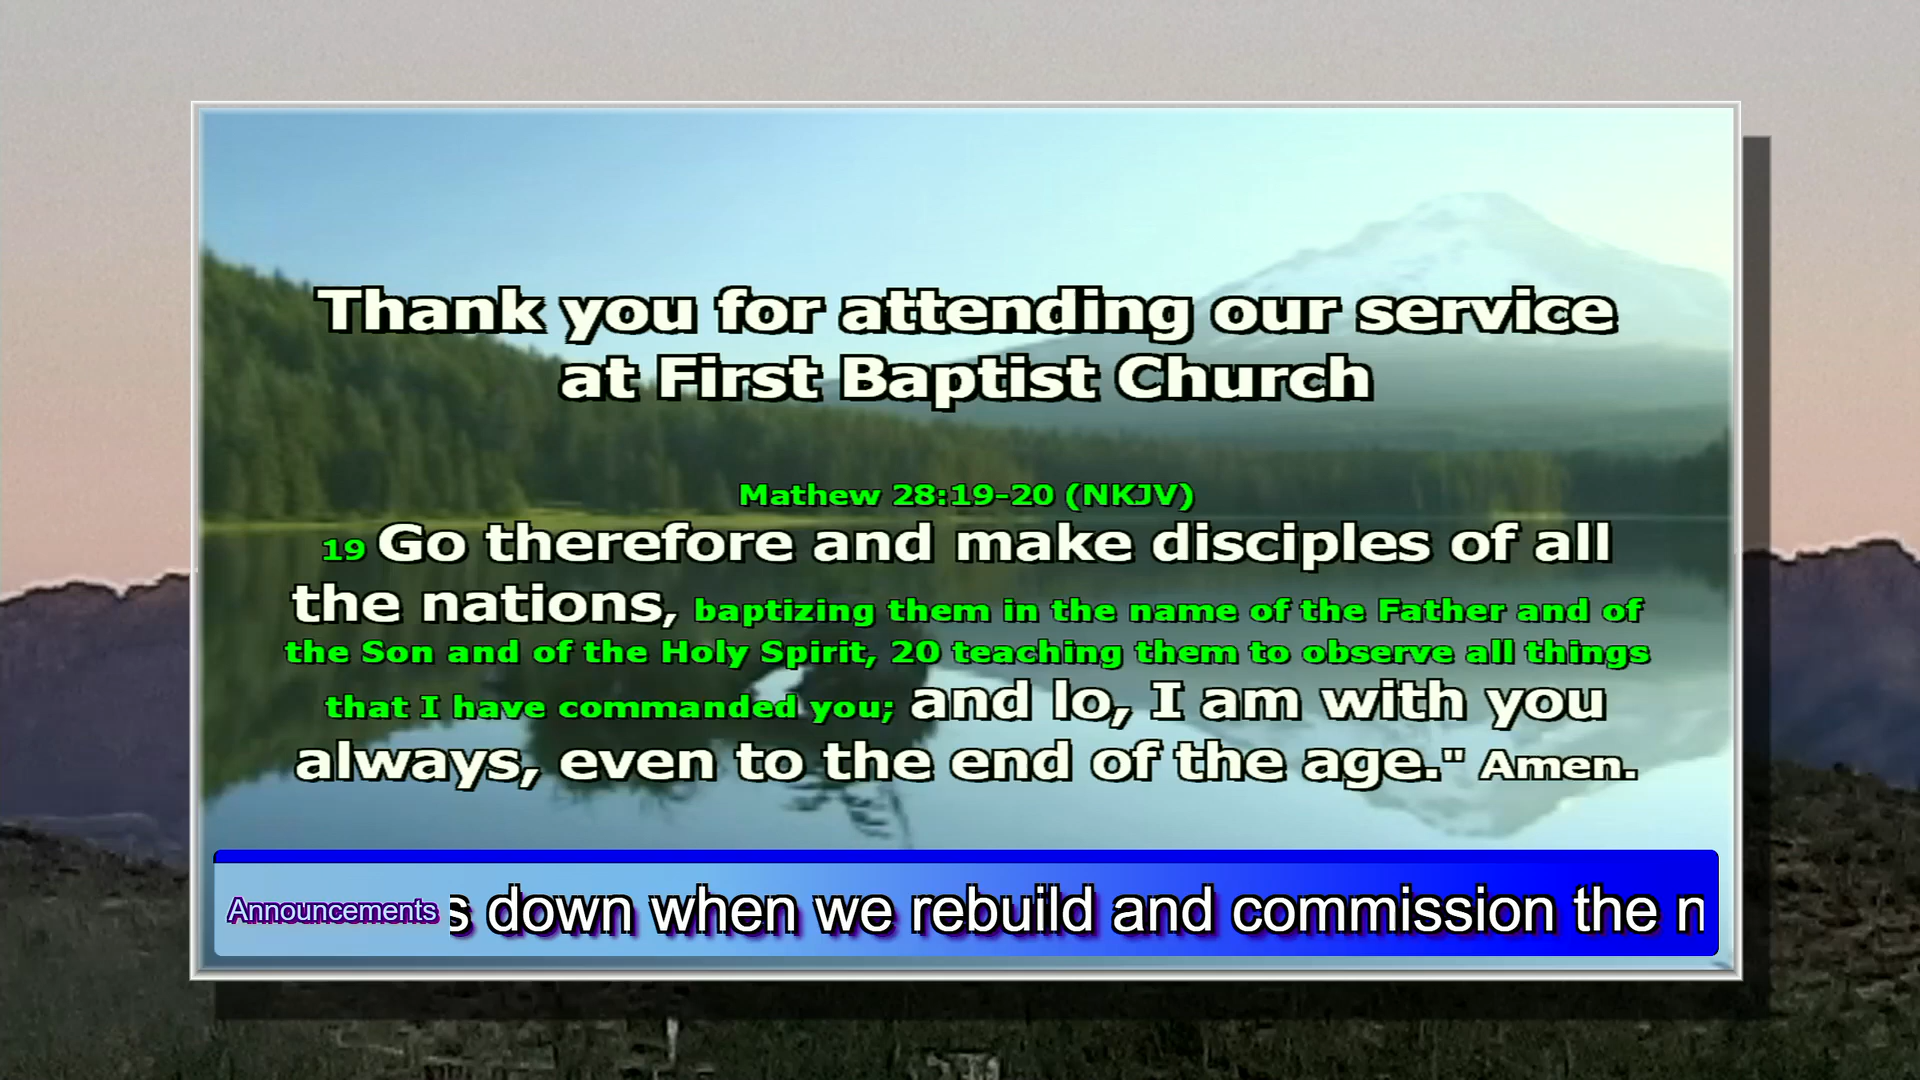 Thank you for attending our service
at First Baptist Church
Mathew 28:19-20 (NKJV)
19 Go therefore and make disciples of all
the nations, baptizing them in the name of the Father and of
the Son and of the Holy Spirit, 20 teaching them to observe all things
that I have commanded you; and lo, I am with you
always, even to the end of the age." Amen.
Announcements s down when we rebuild and commission the n